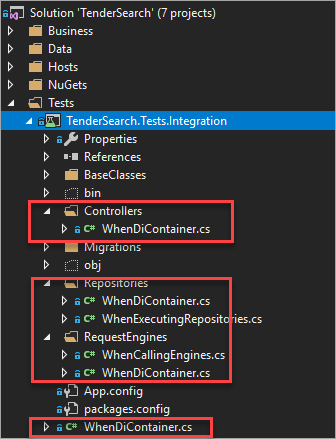 Solution 'TenderSearch' (7 projects)
Business
Data
Hosts
NuGets
Tests
TenderSearch.Tests.Integration
Properties
References
BaseClasses
bin
Controllers
C# WhenDiContainer.cs
Migrations
obj
Repositories
C# WhenDiContainer.cs
C# WhenExecutingRepositories.cs
RequestEngines
C# WhenCallingEngines.cs
C# WhenDiContainer.cs
App.config
packages.config
C# WhenDiContainer.cs